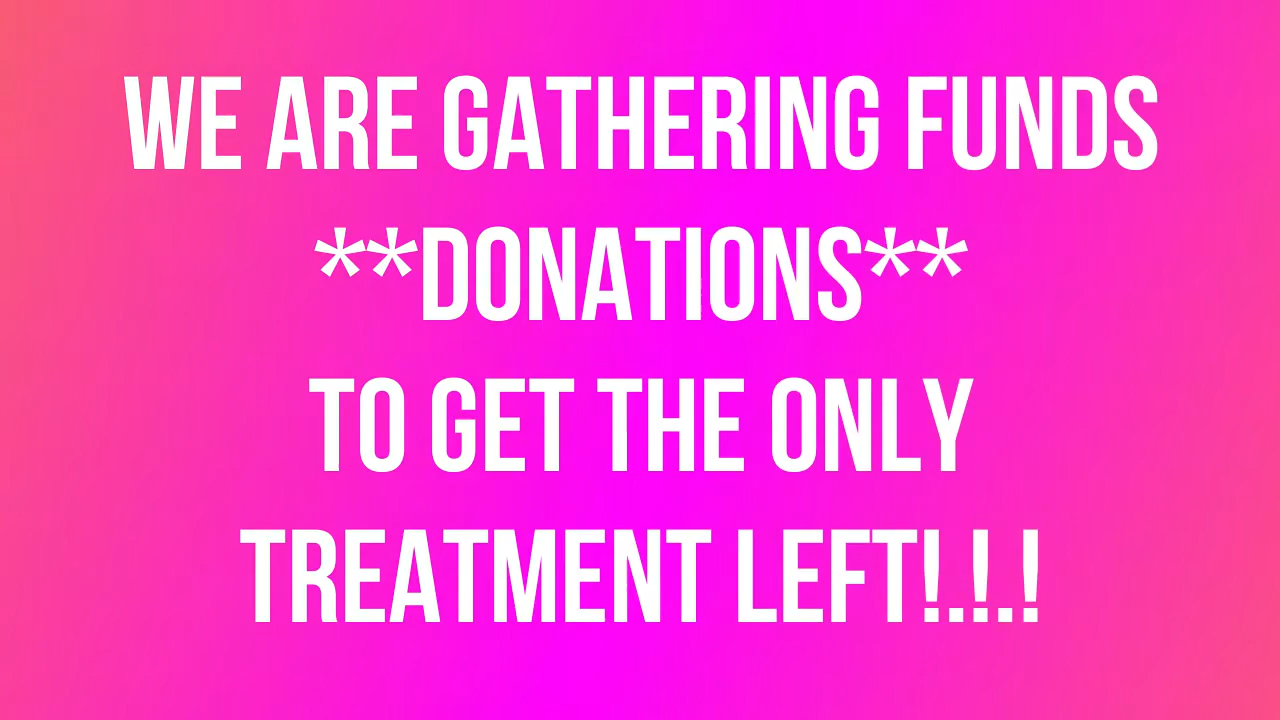 WE ARE GATHERING FUNDS
**DONATIONS**
TO GET THE ONLY
TREATMENT LEFT!.!.!